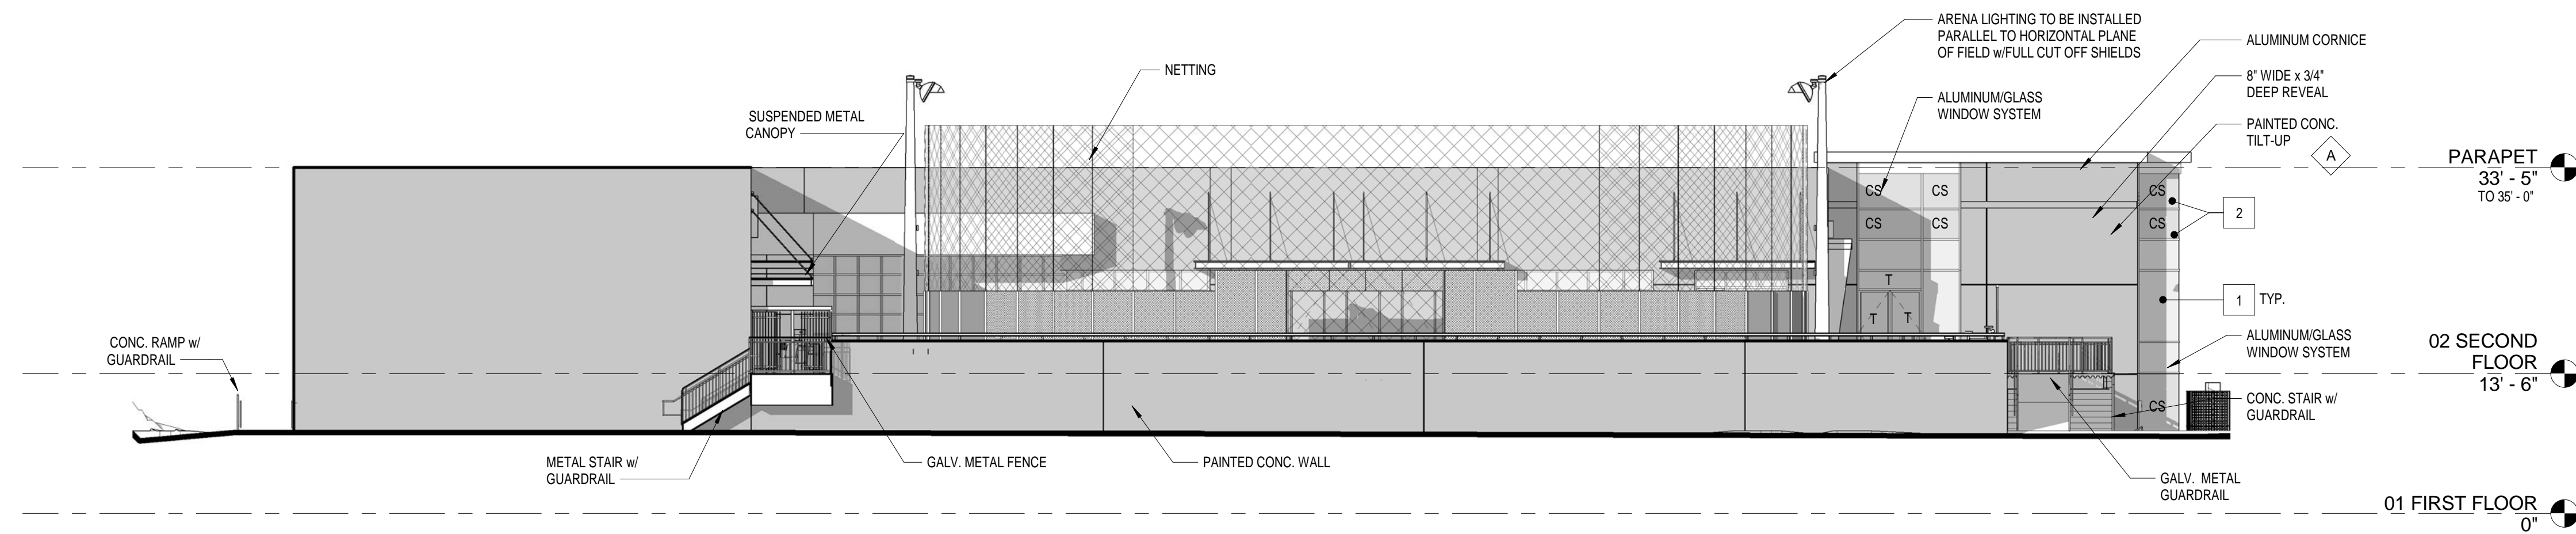 ARENA LIGHTING TO BE INSTALLED
PARALLEL TO HORIZONTAL PLANE
OF FIELD w/FULL CUT OFF SHIELDS
ALUMINUM CORNICE
NETTING
8" WIDE x 3/4"
DEEP REVEAL
ALUMINUM/GLASS
WINDOW SYSTEM
SUSPENDED METAL
CANOPY
PAINTED CONC.
TILT-UP
A
PARAPET
33' - 5"
TO 35' - 0"
CS
CS
CS
CS
CS
CS
2
T
T
T
1
TYP.
CONC. RAMP w/
GUARDRAIL
ALUMINUM/GLASS
WINDOW SYSTEM
02 SECOND
FLOOR
13' - 6"
CS
CONC. STAIR w/
GUARDRAIL
METAL STAIR w/
GUARDRAIL
GALV. METAL FENCE
PAINTED CONC. WALL
GALV. METAL
GUARDRAIL
01 FIRST FLOOR
0"